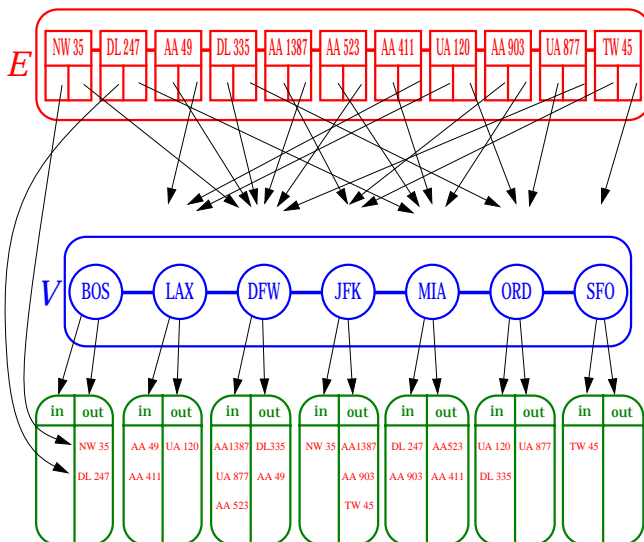 E NW 35 DL 247 AA 49 DL 335 AA 1387 AA 523 AA 411 UA 120 AA 903 UA 877 TW 45
V BOS LAX DFW JFK MIA ORD SFO
in out in out in out in out in out in out in out
NW 35 AA 49 UA 120 AA1387 DL335 NW 35 AA1387 DL 247 AA523 UA 120 UA 877 TW 45
DL 247 AA 411 UA 877 AA 49 AA 903 AA 903 AA 411 DL 335
AA 523 TW 45